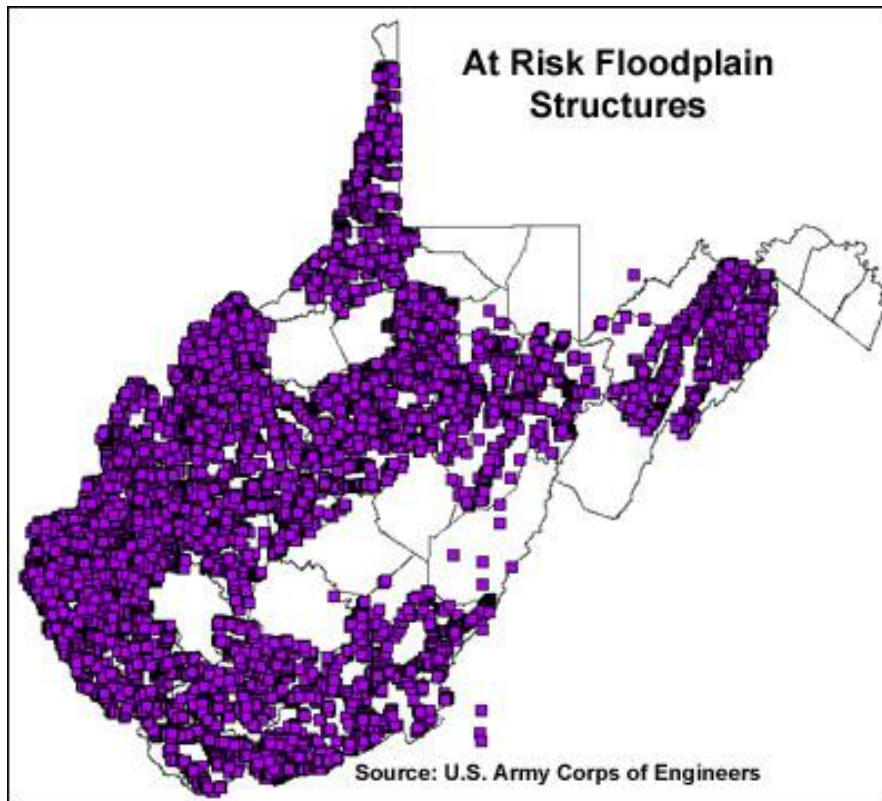 At Risk Floodplain
Structures
Source: U.S. Army Corps of Engineers